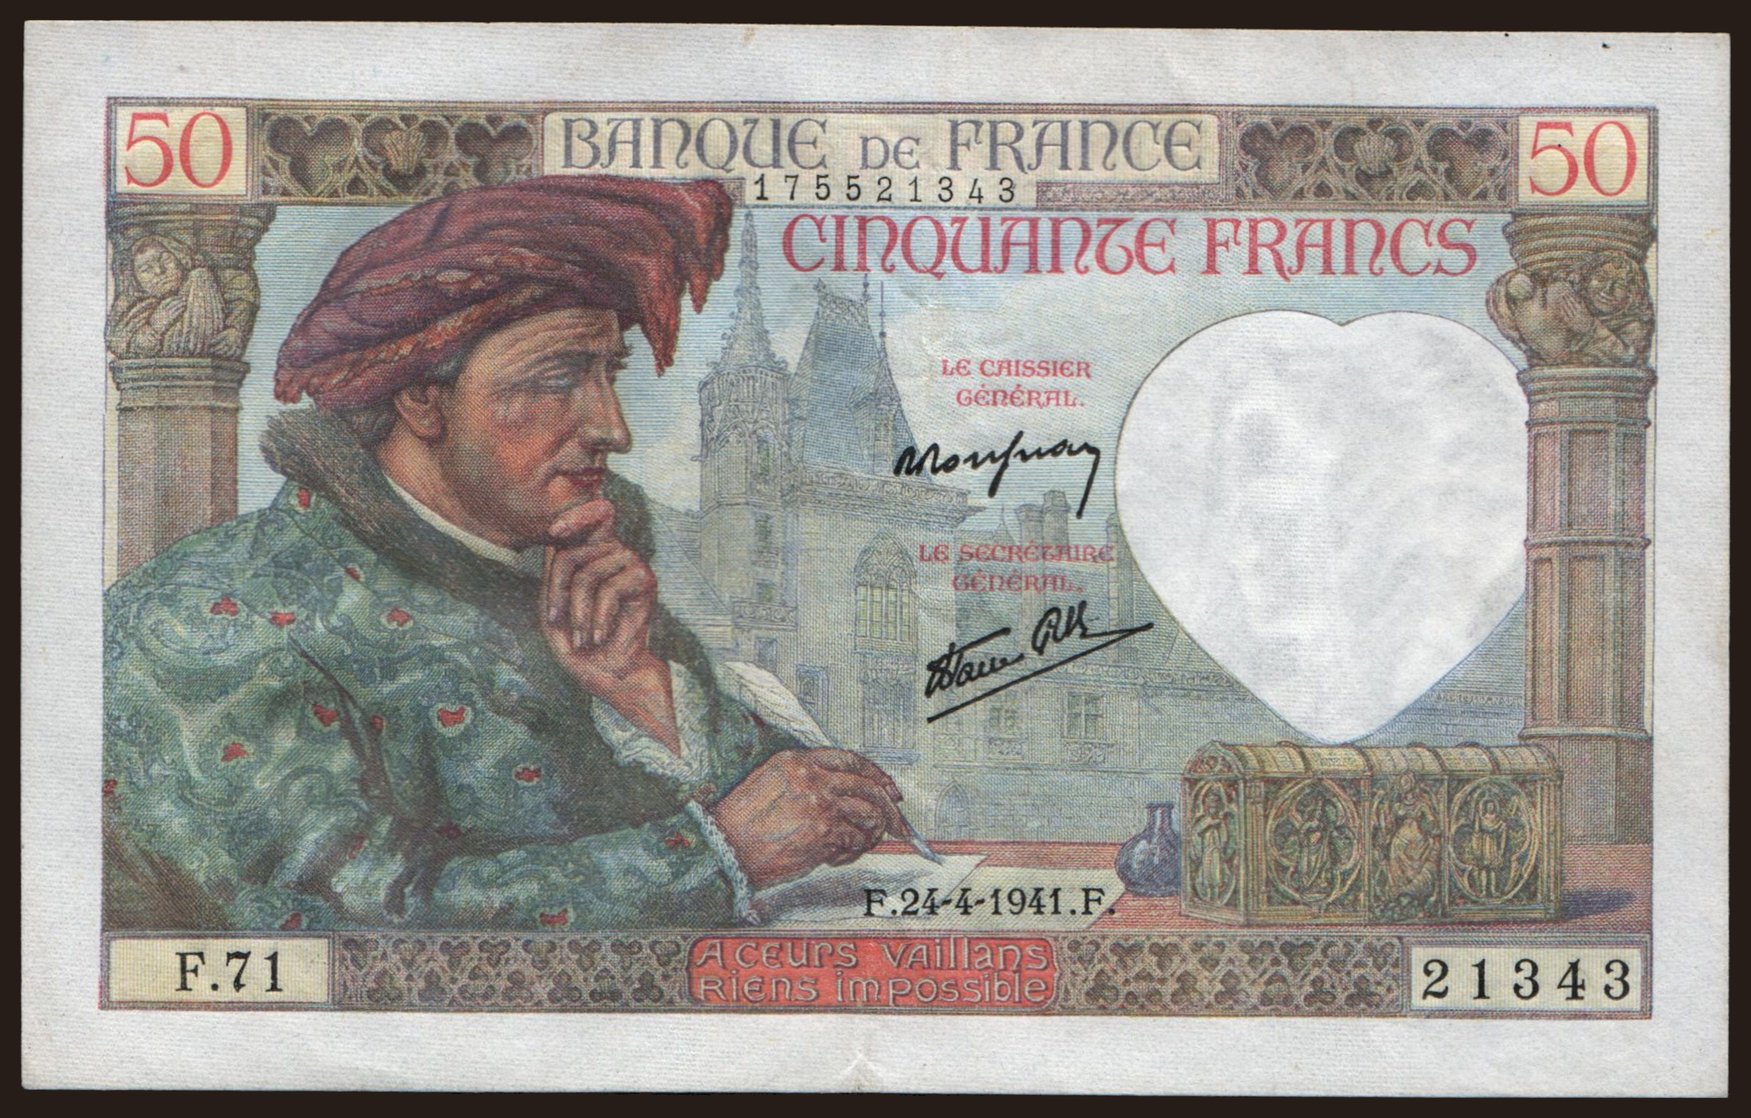 50 BANQUE DE FRANCE 50
175521343
CINQUANTE FRANCS
LE CAISSIER
GÉNÉRAL.
LE SECRÉTAIRE
GÉNÉRAL.
F.24-4-1941.F.
F.71
A CŒURS VAILLANS
RIENS IMPOSSIBLE
21343